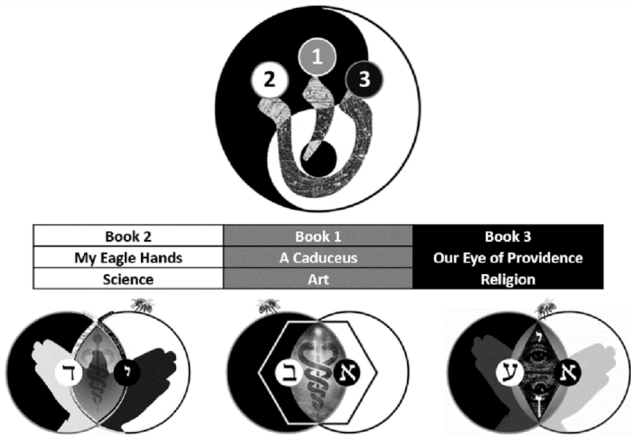 1
2 3
Book 2 Book 1 Book 3
My Eagle Hands A Caduceus Our Eye of Providence
Science Art Religion
י
ד י ב א ע א